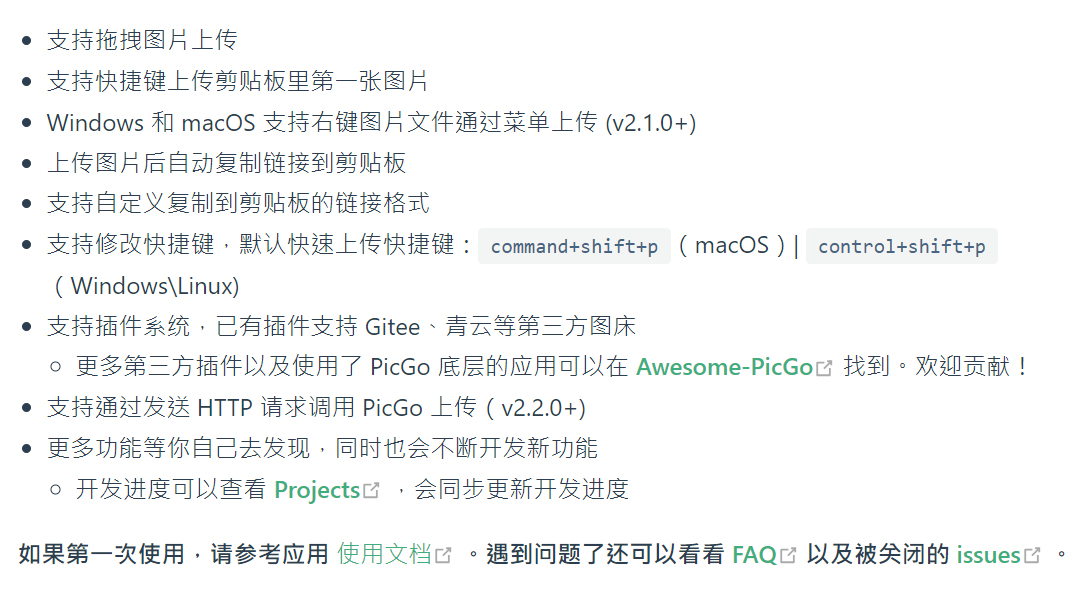 支持拖拽图片上传
支持快捷键上传剪贴板里第一张图片
Windows 和 macOS 支持右键图片文件通过菜单上传 (v2.1.0+)
上传图片后自动复制链接到剪贴板
支持自定义复制到剪贴板的链接格式
支持修改快捷键，默认快速上传快捷键：command+shift+p（macOS）| control+shift+p
（Windows\Linux)
支持插件系统，已有插件支持 Gitee、青云等第三方图床
更多第三方插件以及使用了 PicGo 底层的应用可以在 Awesome-PicGo 找到。欢迎贡献！
支持通过发送 HTTP 请求调用 PicGo 上传（v2.2.0+)
更多功能等你自己去发现，同时也会不断开发新功能
开发进度可以查看 Projects ，会同步更新开发进度
如果第一次使用，请参考应用 使用文档 。遇到问题了还可以看看 FAQ 以及被关闭的 issues 。